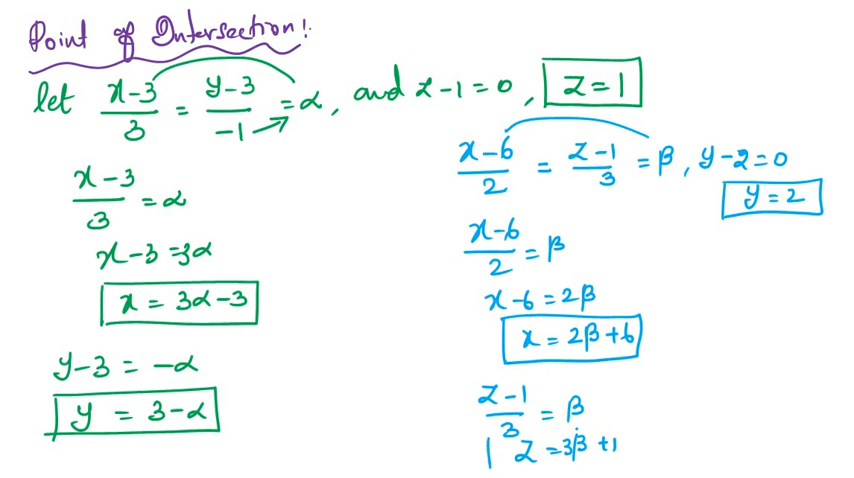 Point of Intersection!
let (x-3)/3 = (y-3)/-1 = α, and z-1=0, z=1
(x-3)/3 = α
x-3=3α
x = 3α-3
y-3 = -α
y = 3-α
(x-6)/2 = (z-1)/3 = β, y-2=0
y=2
(x-6)/2 = β
x-6=2β
x = 2β+6
(z-1)/3 = β
z=3β+1